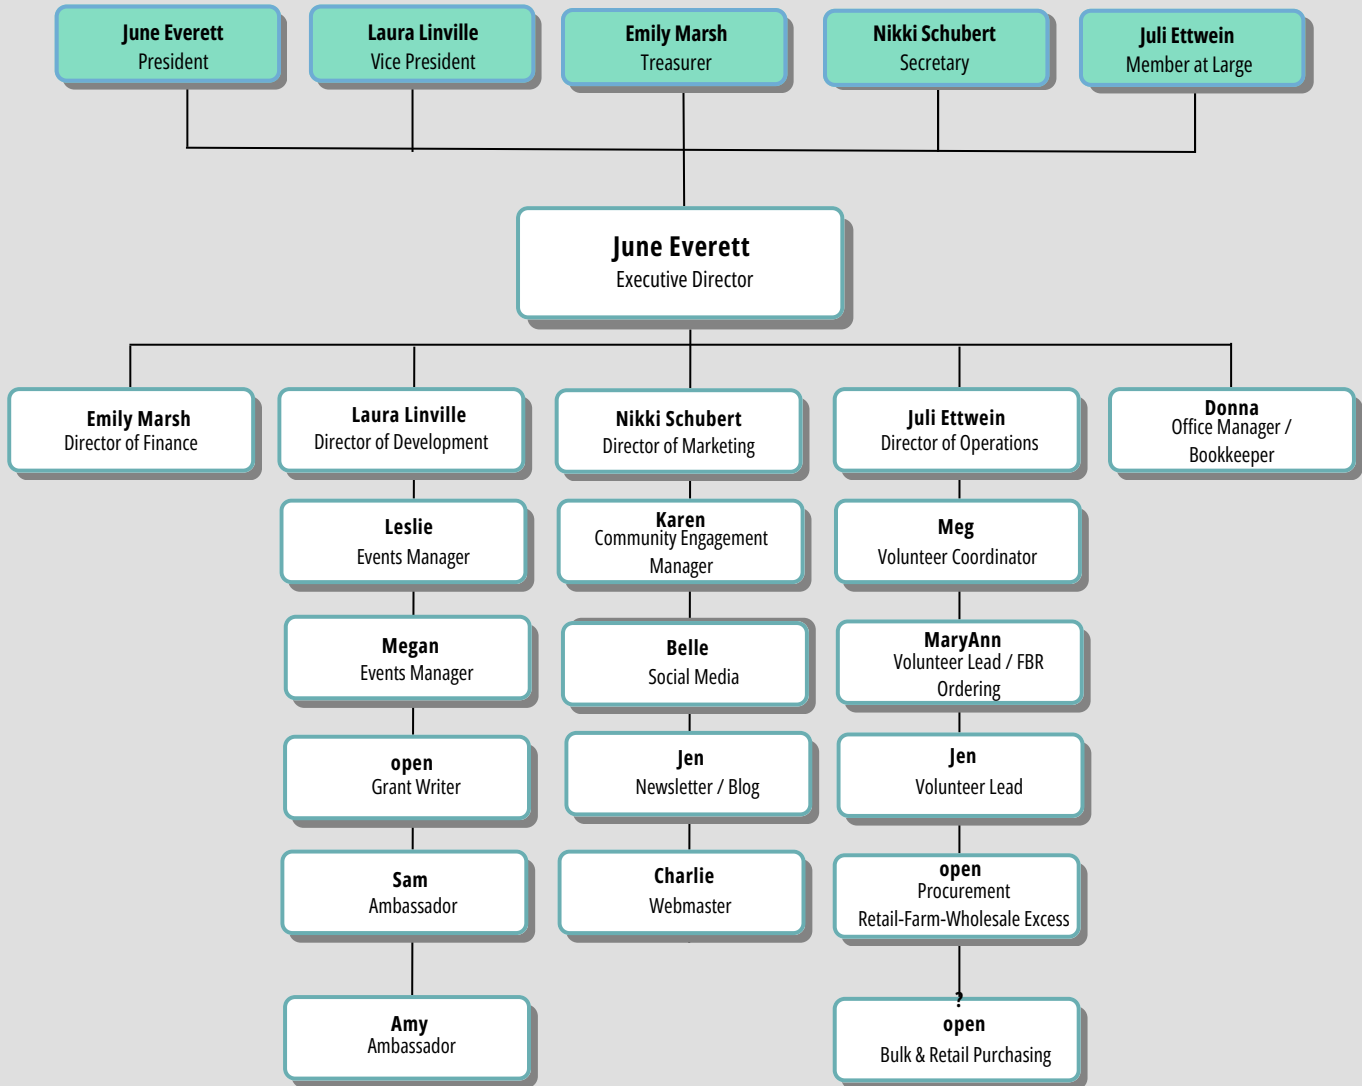 June Everett
President
Laura Linville
Vice President
Emily Marsh
Treasurer
Nikki Schubert
Secretary
Juli Ettwein
Member at Large
June Everett
Executive Director
Emily Marsh
Director of Finance
Laura Linville
Director of Development
Nikki Schubert
Director of Marketing
Juli Ettwein
Director of Operations
Donna
Office Manager /
Bookkeeper
Leslie
Events Manager
Karen
Community Engagement
Manager
Meg
Volunteer Coordinator
Megan
Events Manager
Belle
Social Media
MaryAnn
Volunteer Lead / FBR
Ordering
open
Grant Writer
Jen
Newsletter / Blog
Jen
Volunteer Lead
Sam
Ambassador
Charlie
Webmaster
open
Procurement
Retail-Farm-Wholesale Excess
Amy
Ambassador
?
open
Bulk & Retail Purchasing